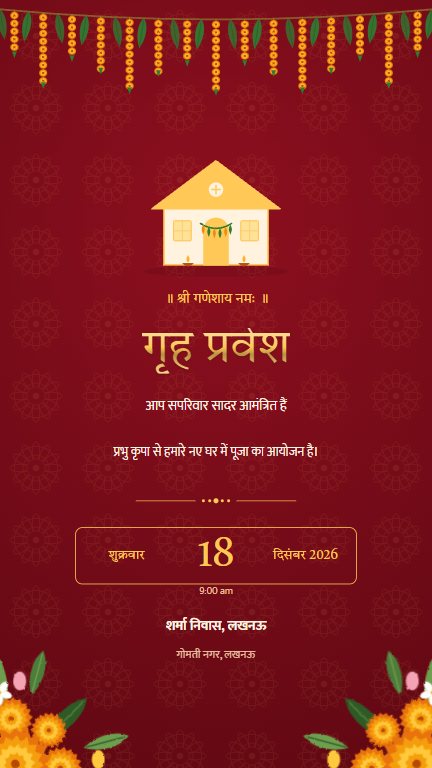 ॥ श्री गणेशाय नमः ॥
गृह प्रवेश
आप सपरिवार सादर आमंत्रित हैं
प्रभु कृपा से हमारे नए घर में पूजा का आयोजन है।
शुक्रवार 18 दिसंबर 2026
9:00 am
शर्मा निवास, लखनऊ
गोमती नगर, लखनऊ